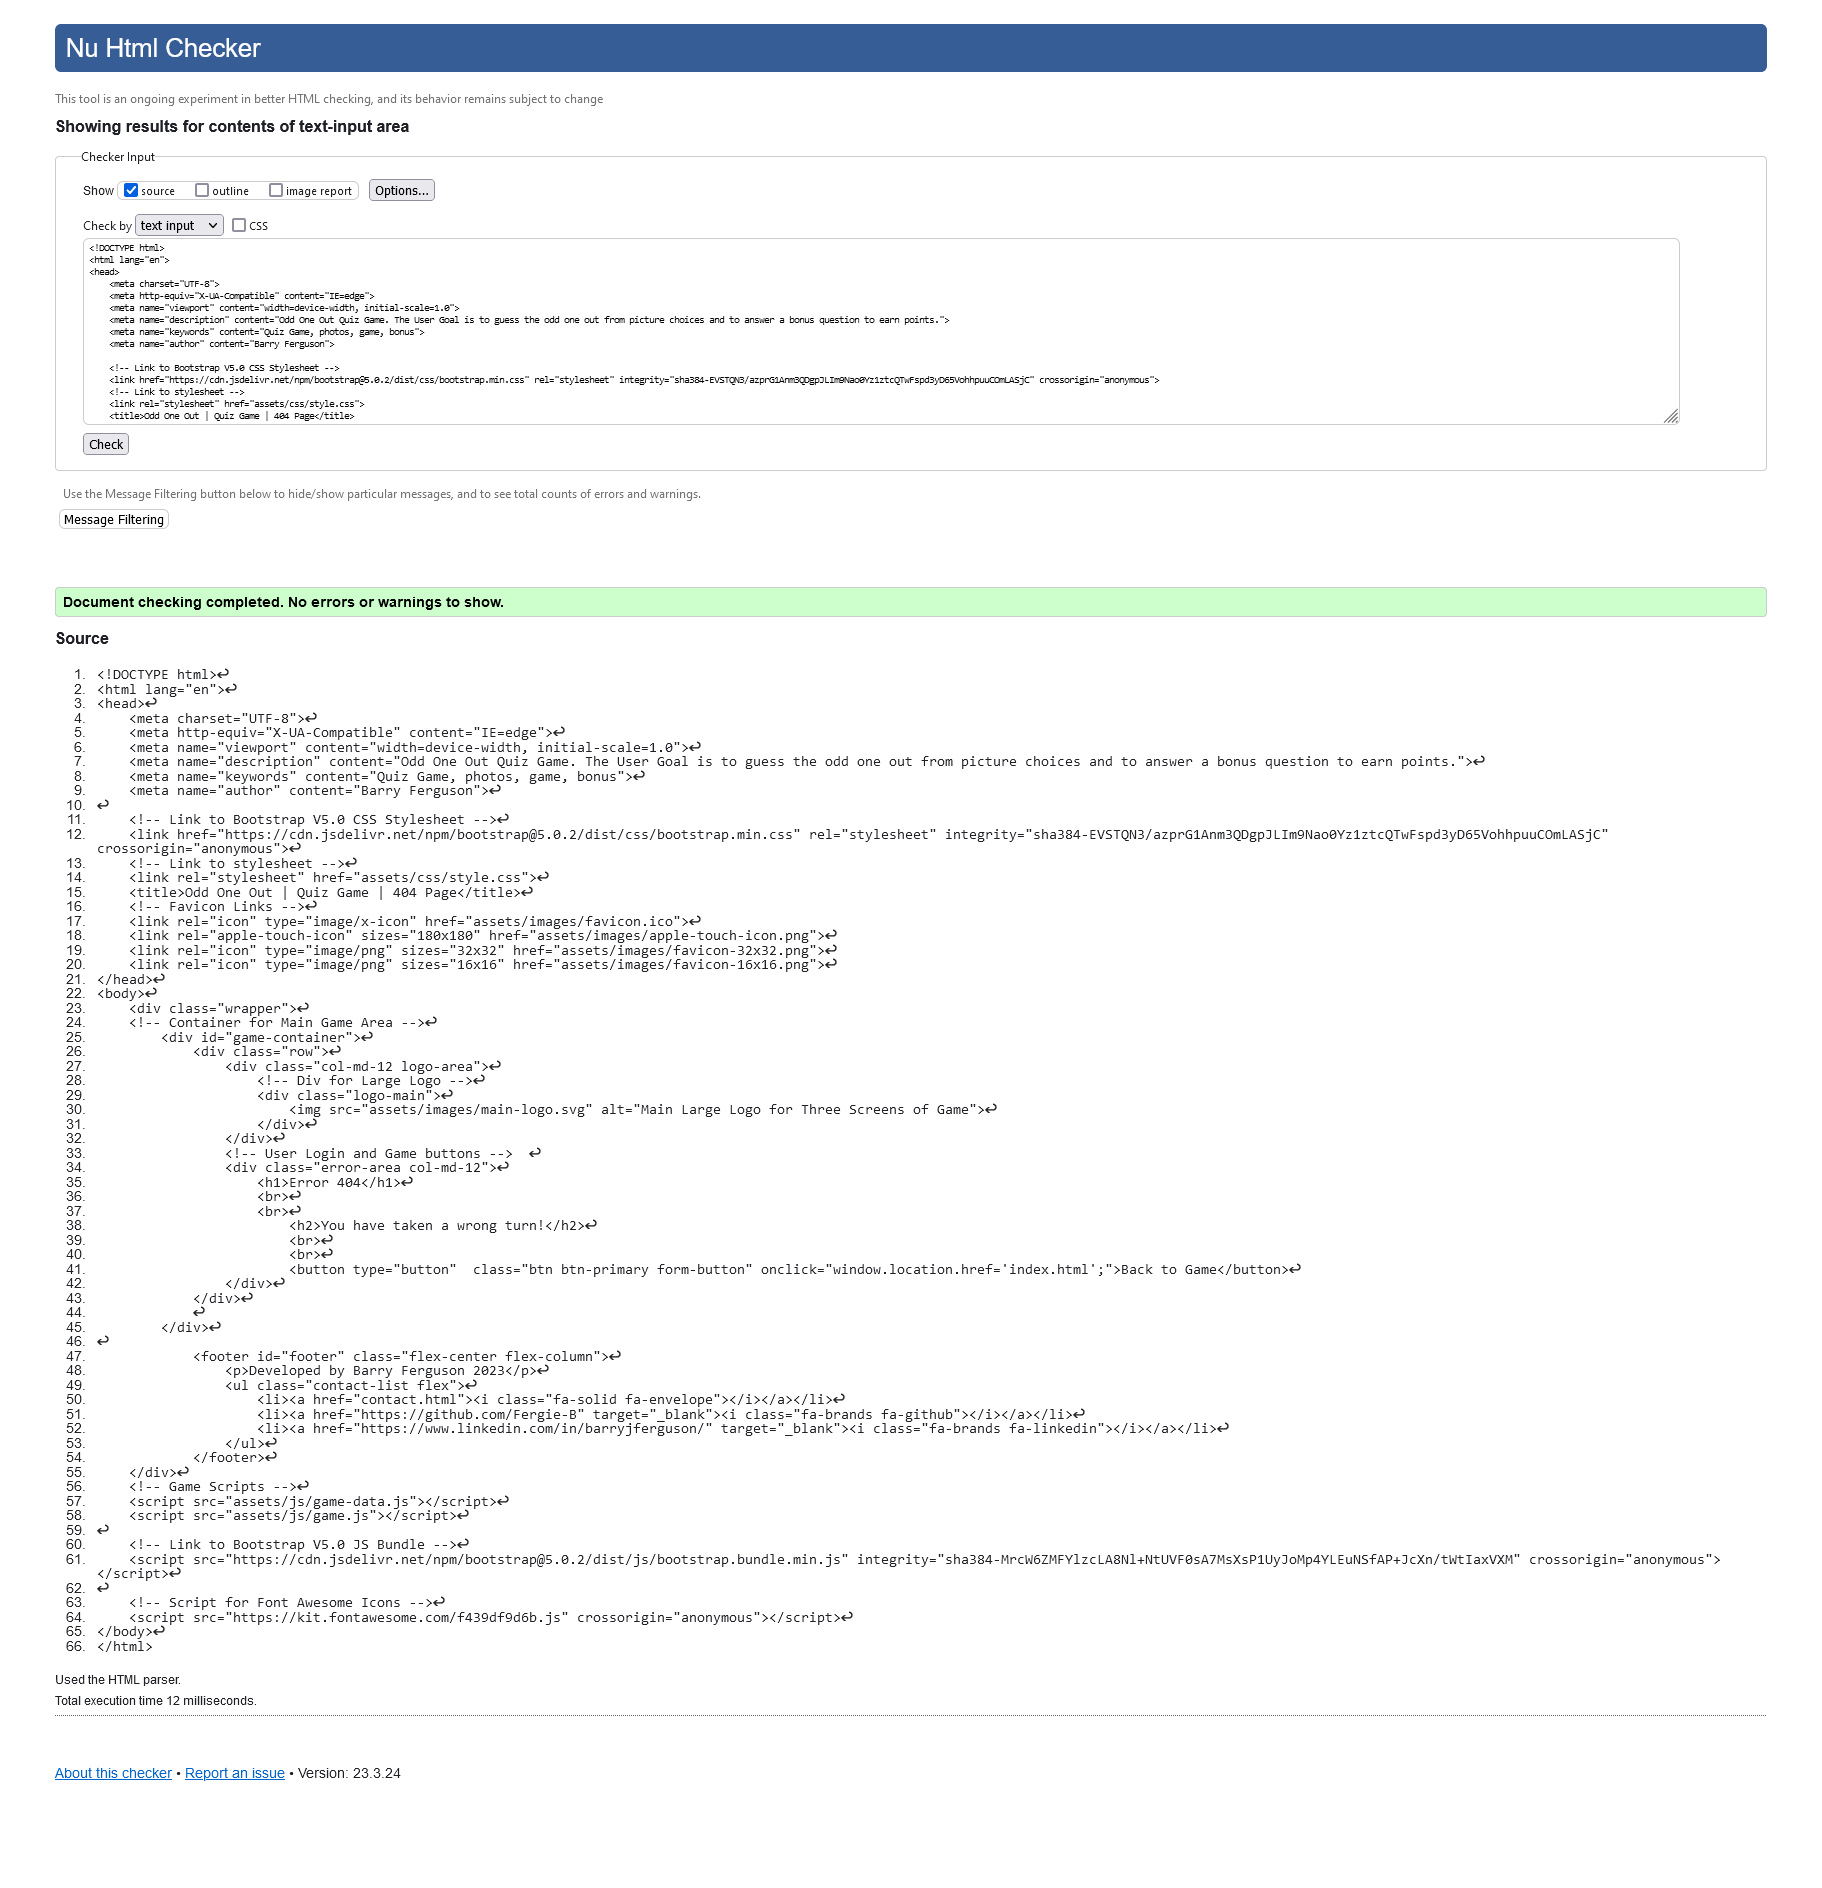 Nu Html Checker
This tool is an ongoing experiment in better HTML checking, and its behavior remains subject to change
Showing results for contents of text-input area
Checker Input
Show source outline image report Options...
Check by text input CSS
<!DOCTYPE html>
<html lang="en">
<head>
    <meta charset="UTF-8">
    <meta http-equiv="X-UA-Compatible" content="IE=edge">
    <meta name="viewport" content="width=device-width, initial-scale=1.0">
    <meta name="description" content="Odd One Out Quiz Game. The User Goal is to guess the odd one out from picture choices and to answer a bonus question to earn points.">
    <meta name="keywords" content="Quiz Game, photos, game, bonus">
    <meta name="author" content="Barry Ferguson">
    <!-- Link to Bootstrap V5.0 CSS Stylesheet -->
    <link href="https://cdn.jsdelivr.net/npm/bootstrap@5.0.2/dist/css/bootstrap.min.css" rel="stylesheet" integrity="sha384-EVSTQN3/azprG1Anm3QDgpJLIm9Nao0Yz1ztcQTwFspd3yD65VohhpuuCOmLASjC" crossorigin="anonymous">
    <!-- Link to stylesheet -->
    <link rel="stylesheet" href="assets/css/style.css">
    <title>Odd One Out | Quiz Game | 404 Page</title>
Check
Use the Message Filtering button below to hide/show particular messages, and to see total counts of errors and warnings.
Message Filtering
Document checking completed. No errors or warnings to show.
Source
1. <!DOCTYPE html>↩
2. <html lang="en">↩
3. <head>↩
4.     <meta charset="UTF-8">↩
5.     <meta http-equiv="X-UA-Compatible" content="IE=edge">↩
6.     <meta name="viewport" content="width=device-width, initial-scale=1.0">↩
7.     <meta name="description" content="Odd One Out Quiz Game. The User Goal is to guess the odd one out from picture choices and to answer a bonus question to earn points.">↩
8.     <meta name="keywords" content="Quiz Game, photos, game, bonus">↩
9.     <meta name="author" content="Barry Ferguson">↩
10. ↩
11.     <!-- Link to Bootstrap V5.0 CSS Stylesheet -->↩
12.     <link href="https://cdn.jsdelivr.net/npm/bootstrap@5.0.2/dist/css/bootstrap.min.css" rel="stylesheet" integrity="sha384-EVSTQN3/azprG1Anm3QDgpJLIm9Nao0Yz1ztcQTwFspd3yD65VohhpuuCOmLASjC"
crossorigin="anonymous">↩
13.     <!-- Link to stylesheet -->↩
14.     <link rel="stylesheet" href="assets/css/style.css">↩
15.     <title>Odd One Out | Quiz Game | 404 Page</title>↩
16.     <!-- Favicon Links -->↩
17.     <link rel="icon" type="image/x-icon" href="assets/images/favicon.ico">↩
18.     <link rel="apple-touch-icon" sizes="180x180" href="assets/images/apple-touch-icon.png">↩
19.     <link rel="icon" type="image/png" sizes="32x32" href="assets/images/favicon-32x32.png">↩
20.     <link rel="icon" type="image/png" sizes="16x16" href="assets/images/favicon-16x16.png">↩
21. </head>↩
22. <body>↩
23.     <div class="wrapper">↩
24.     <!-- Container for Main Game Area -->↩
25.         <div id="game-container">↩
26.             <div class="row">↩
27.                 <div class="col-md-12 logo-area">↩
28.                     <!-- Div for Large Logo -->↩
29.                     <div class="logo-main">↩
30.                         <img src="assets/images/main-logo.svg" alt="Main Large Logo for Three Screens of Game">↩
31.                     </div>↩
32.                 </div>↩
33.                 <!-- User Login and Game buttons -->  ↩
34.                 <div class="error-area col-md-12">↩
35.                     <h1>Error 404</h1>↩
36.                     <br>↩
37.                     <br>↩
38.                         <h2>You have taken a wrong turn!</h2>↩
39.                         <br>↩
40.                         <br>↩
41.                         <button type="button"  class="btn btn-primary form-button" onclick="window.location.href='index.html';">Back to Game</button>↩
42.                 </div>↩
43.             </div>↩
44.             ↩
45.         </div>↩
46. ↩
47.             <footer id="footer" class="flex-center flex-column">↩
48.                 <p>Developed by Barry Ferguson 2023</p>↩
49.                 <ul class="contact-list flex">↩
50.                     <li><a href="contact.html"><i class="fa-solid fa-envelope"></i></a></li>↩
51.                     <li><a href="https://github.com/Fergie-B" target="_blank"><i class="fa-brands fa-github"></i></a></li>↩
52.                     <li><a href="https://www.linkedin.com/in/barryjferguson/" target="_blank"><i class="fa-brands fa-linkedin"></i></a></li>↩
53.                 </ul>↩
54.             </footer>↩
55.     </div>↩
56.     <!-- Game Scripts -->↩
57.     <script src="assets/js/game-data.js"></script>↩
58.     <script src="assets/js/game.js"></script>↩
59. ↩
60.     <!-- Link to Bootstrap V5.0 JS Bundle -->↩
61.     <script src="https://cdn.jsdelivr.net/npm/bootstrap@5.0.2/dist/js/bootstrap.bundle.min.js" integrity="sha384-MrcW6ZMFYlzcLA8Nl+NtUVF0sA7MsXsP1UyJoMp4YLEuNSfAP+JcXn/tWtIaxVXM" crossorigin="anonymous">
</script>↩
62. ↩
63.     <!-- Script for Font Awesome Icons -->↩
64.     <script src="https://kit.fontawesome.com/f439df9d6b.js" crossorigin="anonymous"></script>↩
65. </body>↩
66. </html>
Used the HTML parser.
Total execution time 12 milliseconds.
About this checker • Report an issue • Version: 23.3.24